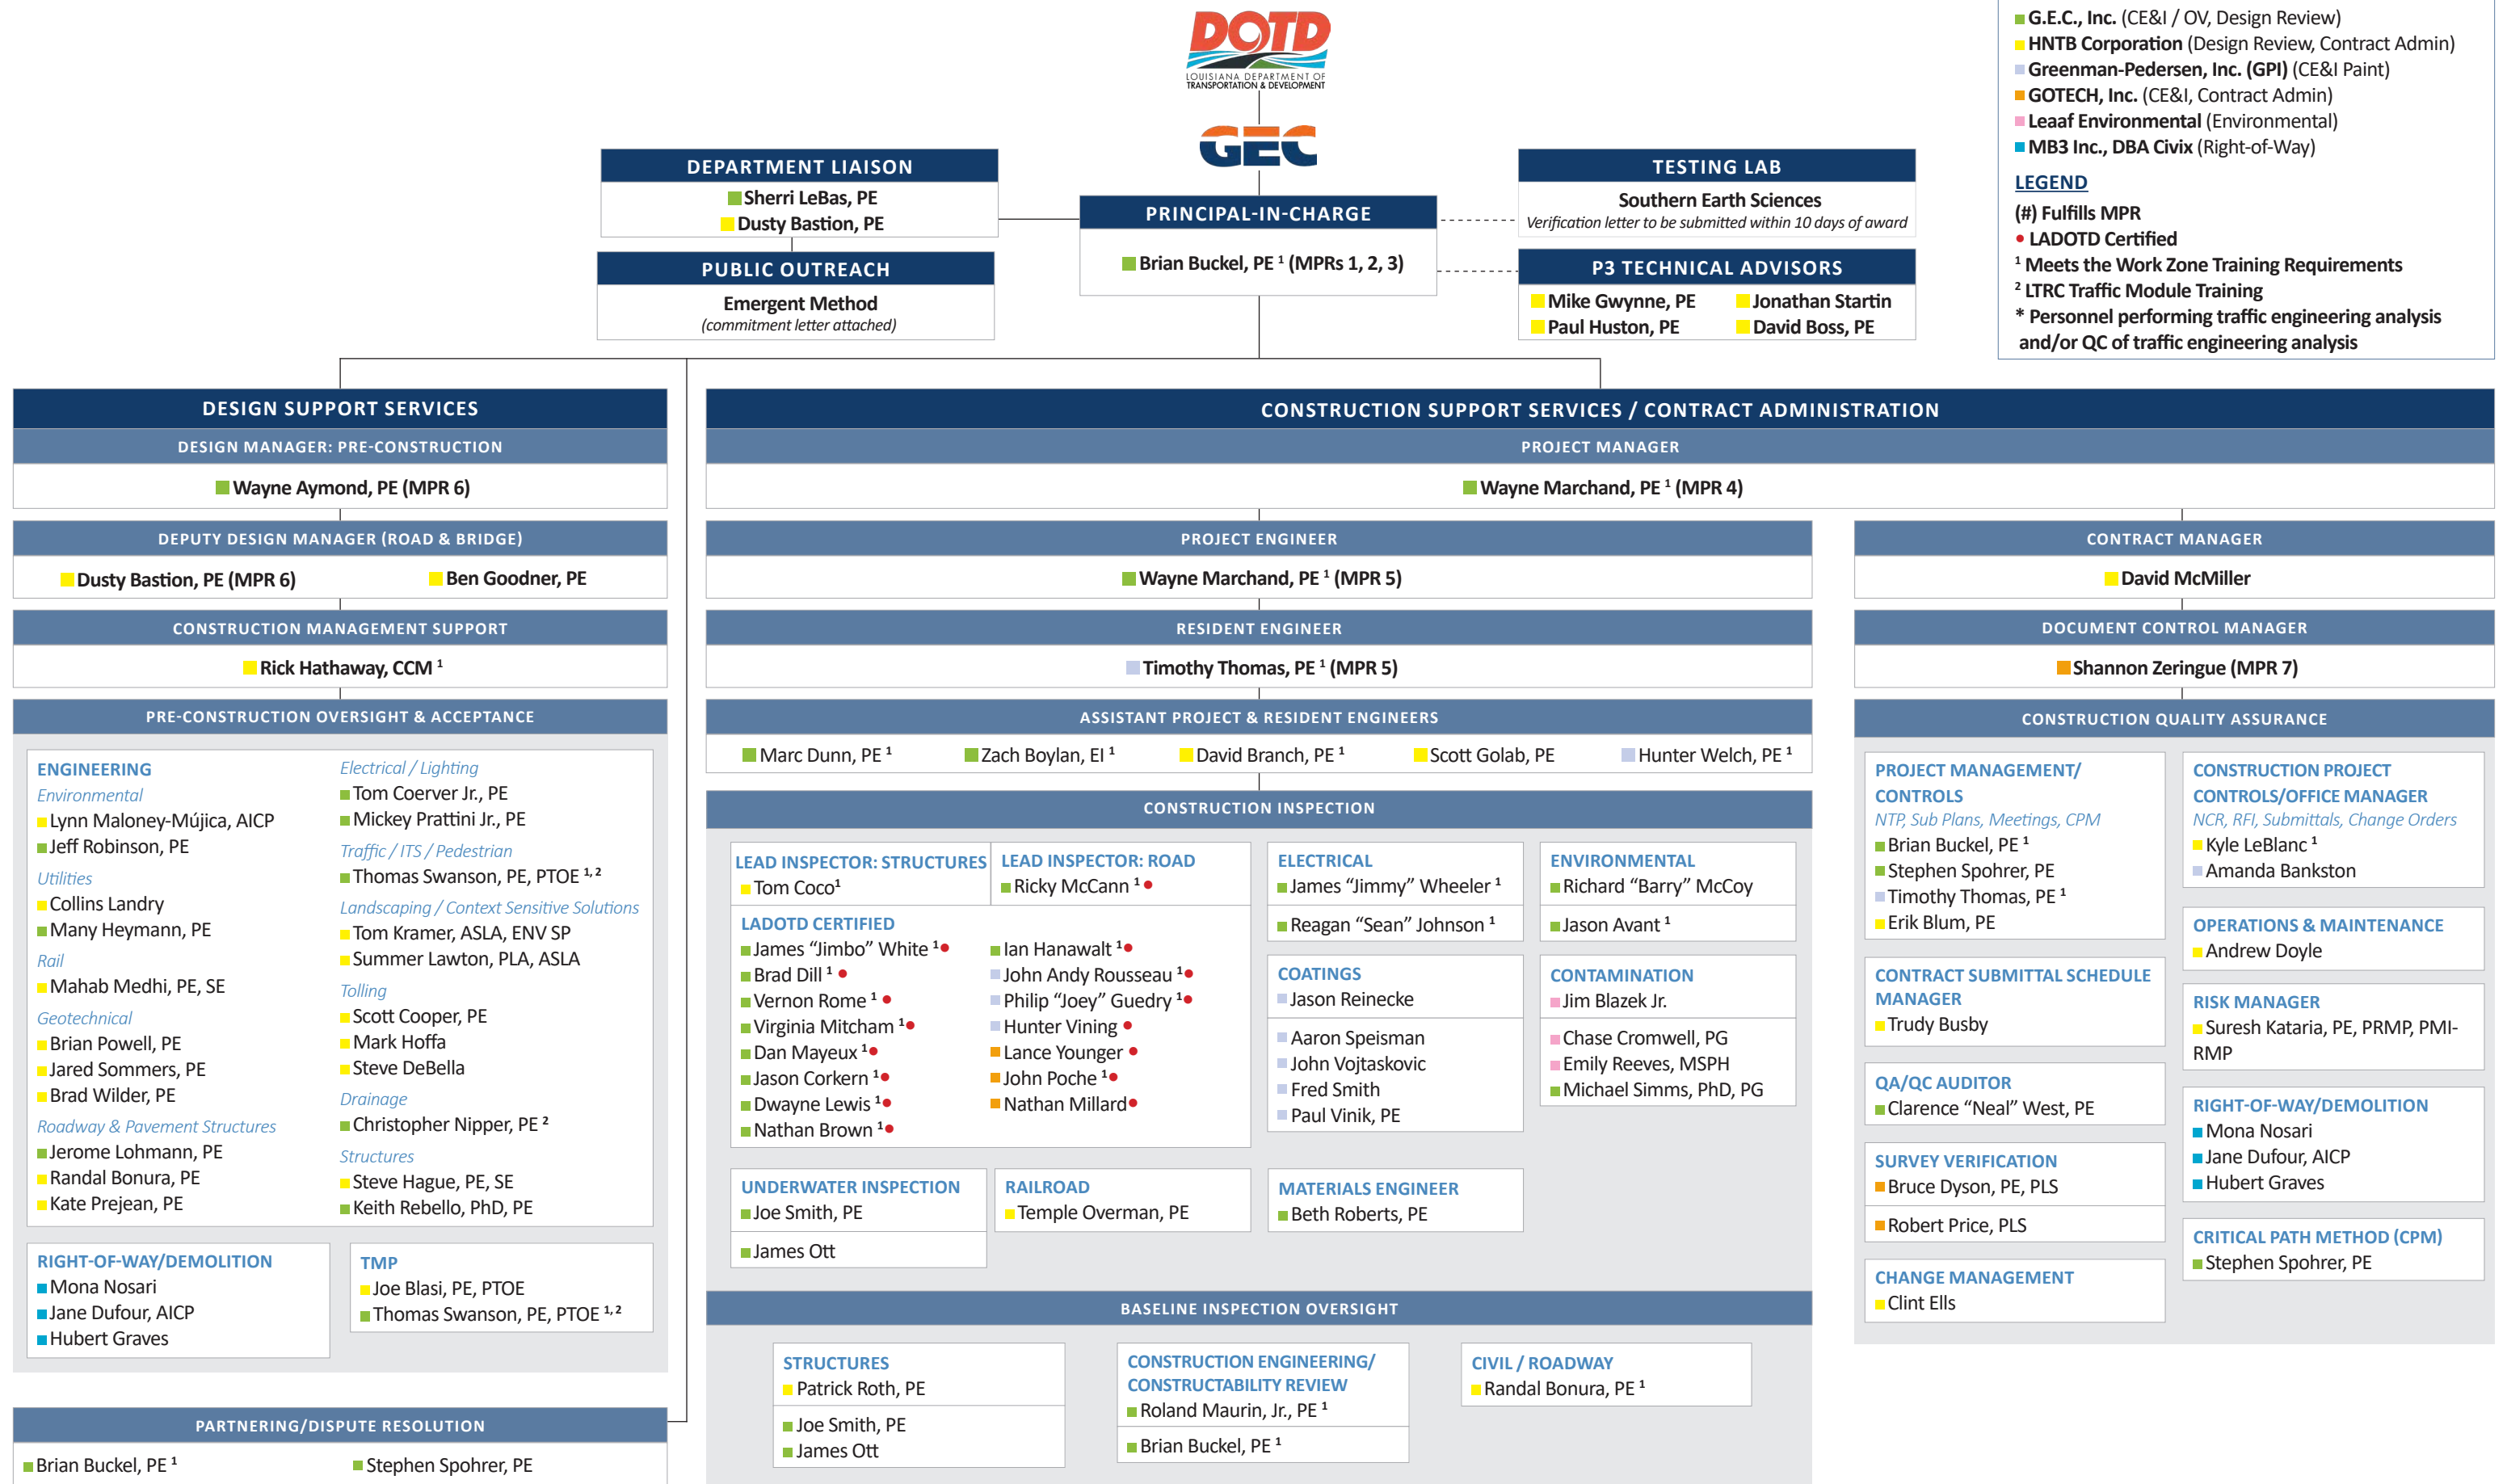 DOTD
LOUISIANA DEPARTMENT OF
TRANSPORTATION & DEVELOPMENT
GEC
G.E.C., Inc. (CE&I / OV, Design Review)
HNTB Corporation (Design Review, Contract Admin)
Greenman-Pedersen, Inc. (GPI) (CE&I Paint)
GOTECH, Inc. (CE&I, Contract Admin)
Leaaf Environmental (Environmental)
MB3 Inc., DBA Civix (Right-of-Way)
LEGEND
(#) Fulfills MPR
• LADOTD Certified
¹ Meets the Work Zone Training Requirements
² LTRC Traffic Module Training
* Personnel performing traffic engineering analysis
and/or QC of traffic engineering analysis
DEPARTMENT LIAISON
Sherri LeBas, PE
Dusty Bastion, PE
PUBLIC OUTREACH
Emergent Method
(commitment letter attached)
PRINCIPAL-IN-CHARGE
Brian Buckel, PE ¹ (MPRs 1, 2, 3)
TESTING LAB
Southern Earth Sciences
Verification letter to be submitted within 10 days of award
P3 TECHNICAL ADVISORS
Mike Gwynne, PE
Jonathan Startin
Paul Huston, PE
David Boss, PE
DESIGN SUPPORT SERVICES
DESIGN MANAGER: PRE-CONSTRUCTION
Wayne Aymond, PE (MPR 6)
DEPUTY DESIGN MANAGER (ROAD & BRIDGE)
Dusty Bastion, PE (MPR 6)
Ben Goodner, PE
CONSTRUCTION MANAGEMENT SUPPORT
Rick Hathaway, CCM ¹
PRE-CONSTRUCTION OVERSIGHT & ACCEPTANCE
ENGINEERING
Environmental
Lynn Maloney-Mújica, AICP
Jeff Robinson, PE
Utilities
Collins Landry
Many Heymann, PE
Rail
Mahab Medhi, PE, SE
Geotechnical
Brian Powell, PE
Jared Sommers, PE
Brad Wilder, PE
Roadway & Pavement Structures
Jerome Lohmann, PE
Randal Bonura, PE
Kate Prejean, PE
Electrical / Lighting
Tom Coerver Jr., PE
Mickey Prattini Jr., PE
Traffic / ITS / Pedestrian
Thomas Swanson, PE, PTOE ¹, ²
Landscaping / Context Sensitive Solutions
Tom Kramer, ASLA, ENV SP
Summer Lawton, PLA, ASLA
Tolling
Scott Cooper, PE
Mark Hoffa
Steve DeBella
Drainage
Christopher Nipper, PE ²
Structures
Steve Hague, PE, SE
Keith Rebello, PhD, PE
RIGHT-OF-WAY/DEMOLITION
Mona Nosari
Jane Dufour, AICP
Hubert Graves
TMP
Joe Blasi, PE, PTOE
Thomas Swanson, PE, PTOE ¹, ²
PARTNERING/DISPUTE RESOLUTION
Brian Buckel, PE ¹
Stephen Spohrer, PE
CONSTRUCTION SUPPORT SERVICES / CONTRACT ADMINISTRATION
PROJECT MANAGER
Wayne Marchand, PE ¹ (MPR 4)
PROJECT ENGINEER
Wayne Marchand, PE ¹ (MPR 5)
RESIDENT ENGINEER
Timothy Thomas, PE ¹ (MPR 5)
ASSISTANT PROJECT & RESIDENT ENGINEERS
Marc Dunn, PE ¹
Zach Boylan, EI ¹
David Branch, PE ¹
Scott Golab, PE
Hunter Welch, PE ¹
CONSTRUCTION INSPECTION
LEAD INSPECTOR: STRUCTURES
Tom Coco¹
LEAD INSPECTOR: ROAD
Ricky McCann ¹ •
LADOTD CERTIFIED
James “Jimbo” White ¹ •
Brad Dill ¹ •
Vernon Rome ¹ •
Virginia Mitcham ¹ •
Dan Mayeux ¹ •
Jason Corkern ¹ •
Dwayne Lewis ¹ •
Nathan Brown ¹ •
Ian Hanawalt ¹ •
John Andy Rousseau ¹ •
Philip “Joey” Guedry ¹ •
Hunter Vining •
Lance Younger •
John Poche ¹ •
Nathan Millard •
ELECTRICAL
James “Jimmy” Wheeler ¹
Reagan “Sean” Johnson ¹
COATINGS
Jason Reinecke
Aaron Speisman
John Vojtaskovic
Fred Smith
Paul Vinik, PE
ENVIRONMENTAL
Richard “Barry” McCoy
Jason Avant ¹
CONTAMINATION
Jim Blazek Jr.
Chase Cromwell, PG
Emily Reeves, MSPH
Michael Simms, PhD, PG
UNDERWATER INSPECTION
Joe Smith, PE
James Ott
RAILROAD
Temple Overman, PE
MATERIALS ENGINEER
Beth Roberts, PE
BASELINE INSPECTION OVERSIGHT
STRUCTURES
Patrick Roth, PE
Joe Smith, PE
James Ott
CONSTRUCTION ENGINEERING/
CONSTRUCTABILITY REVIEW
Roland Maurin, Jr., PE ¹
Brian Buckel, PE ¹
CIVIL / ROADWAY
Randal Bonura, PE ¹
CONTRACT MANAGER
David McMiller
DOCUMENT CONTROL MANAGER
Shannon Zeringue (MPR 7)
CONSTRUCTION QUALITY ASSURANCE
PROJECT MANAGEMENT/
CONTROLS
NTP, Sub Plans, Meetings, CPM
Brian Buckel, PE ¹
Stephen Spohrer, PE
Timothy Thomas, PE ¹
Erik Blum, PE
CONTRACT SUBMITTAL SCHEDULE
MANAGER
Trudy Busby
QA/QC AUDITOR
Clarence “Neal” West, PE
SURVEY VERIFICATION
Bruce Dyson, PE, PLS
Robert Price, PLS
CHANGE MANAGEMENT
Clint Ells
CONSTRUCTION PROJECT
CONTROLS/OFFICE MANAGER
NCR, RFI, Submittals, Change Orders
Kyle LeBlanc ¹
Amanda Bankston
OPERATIONS & MAINTENANCE
Andrew Doyle
RISK MANAGER
Suresh Kataria, PE, PRMP, PMI-
RMP
RIGHT-OF-WAY/DEMOLITION
Mona Nosari
Jane Dufour, AICP
Hubert Graves
CRITICAL PATH METHOD (CPM)
Stephen Spohrer, PE